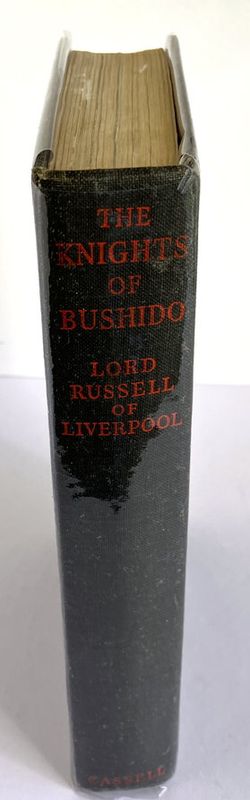 THE
KNIGHTS
OF
BUSHIDO
LORD
RUSSELL
OF
LIVERPOOL
CASSELL